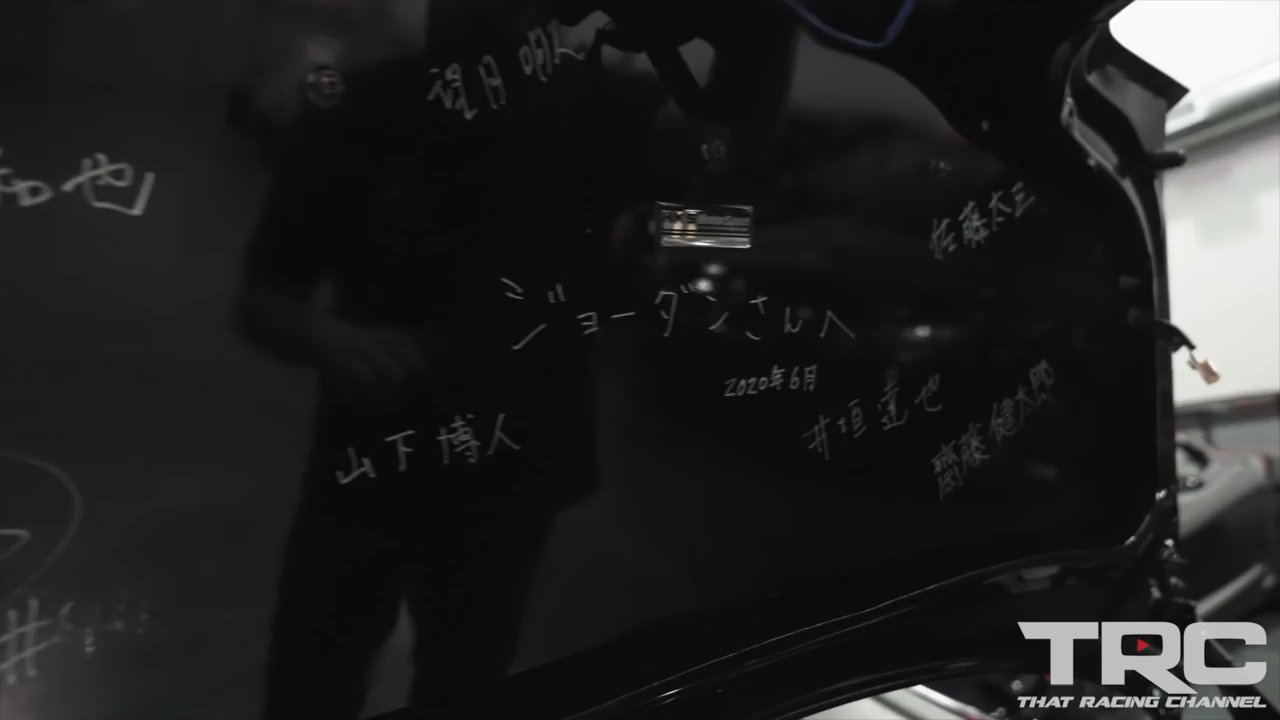 望月 明人
也
佐藤太三
ジョーダンさんへ
2020年6月
山下 博人
井垣 達也
齋藤 健太郎
#
TRC
THAT RACING CHANNEL